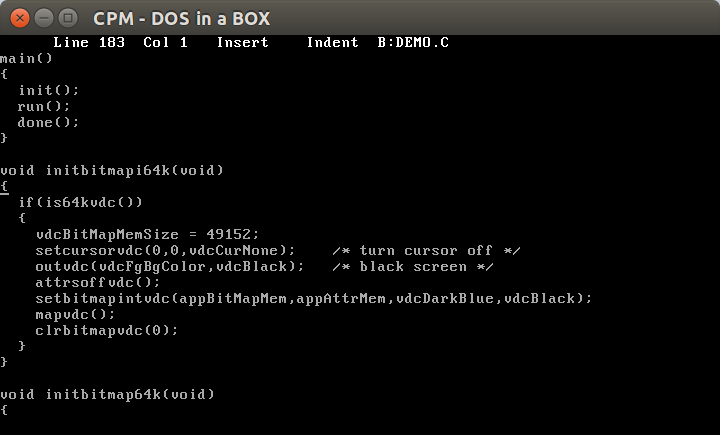 CPM - DOS in a BOX
Line 183  Col 1   Insert    Indent  B:DEMO.C
main()
{
  init();
  run();
  done();
}

void initbitmapi64k(void)
{
  if(is64kvdc())
  {
    vdcBitMapMemSize = 49152;
    setcursorvdc(0,0,vdcCurNone);    /* turn cursor off */
    outvdc(vdcFgBgColor,vdcBlack);   /* black screen */
    attrsoffvdc();
    setbitmapintvdc(appBitMapMem,appAttrMem,vdcDarkBlue,vdcBlack);
    mapvdc();
    clrbitmapvdc(0);
  }
}

void initbitmap64k(void)
{